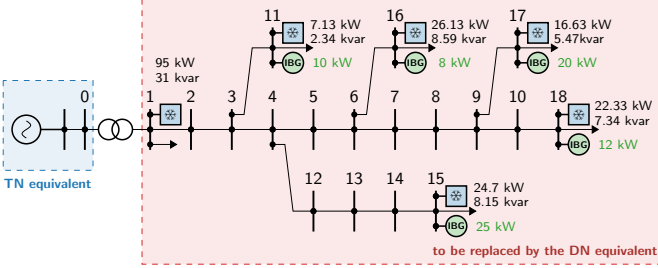 11
7.13 kW
2.34 kvar
IBG
10 kW
16
26.13 kW
8.59 kvar
IBG
8 kW
17
16.63 kW
5.47kvar
IBG
20 kW
95 kW
31 kvar
0
1
2
3
4
5
6
7
8
9
10
18
22.33 kW
7.34 kvar
IBG
12 kW
TN equivalent
12
13
14
15
24.7 kW
8.15 kvar
IBG
25 kW
to be replaced by the DN equivalent